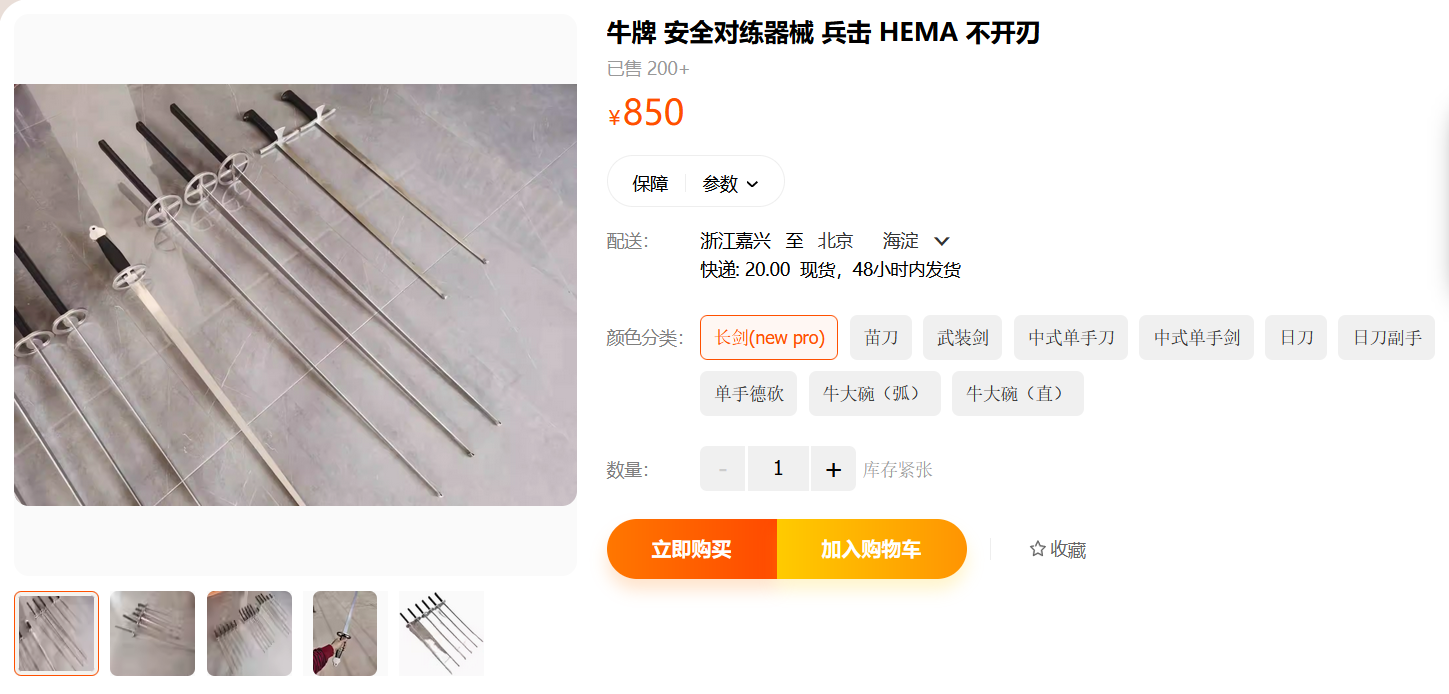 牛牌 安全对练器械 兵击 HEMA 不开刃
已售 200+
¥850
保障 参数
配送: 浙江嘉兴 至 北京 海淀
快递: 20.00 现货，48小时内发货
颜色分类: 长剑(new pro) 苗刀 武装剑 中式单手刀 中式单手剑 日刀 日刀副手
单手德砍 牛大碗（弧） 牛大碗（直）
数量: - 1 + 库存紧张
立即购买 加入购物车 收藏